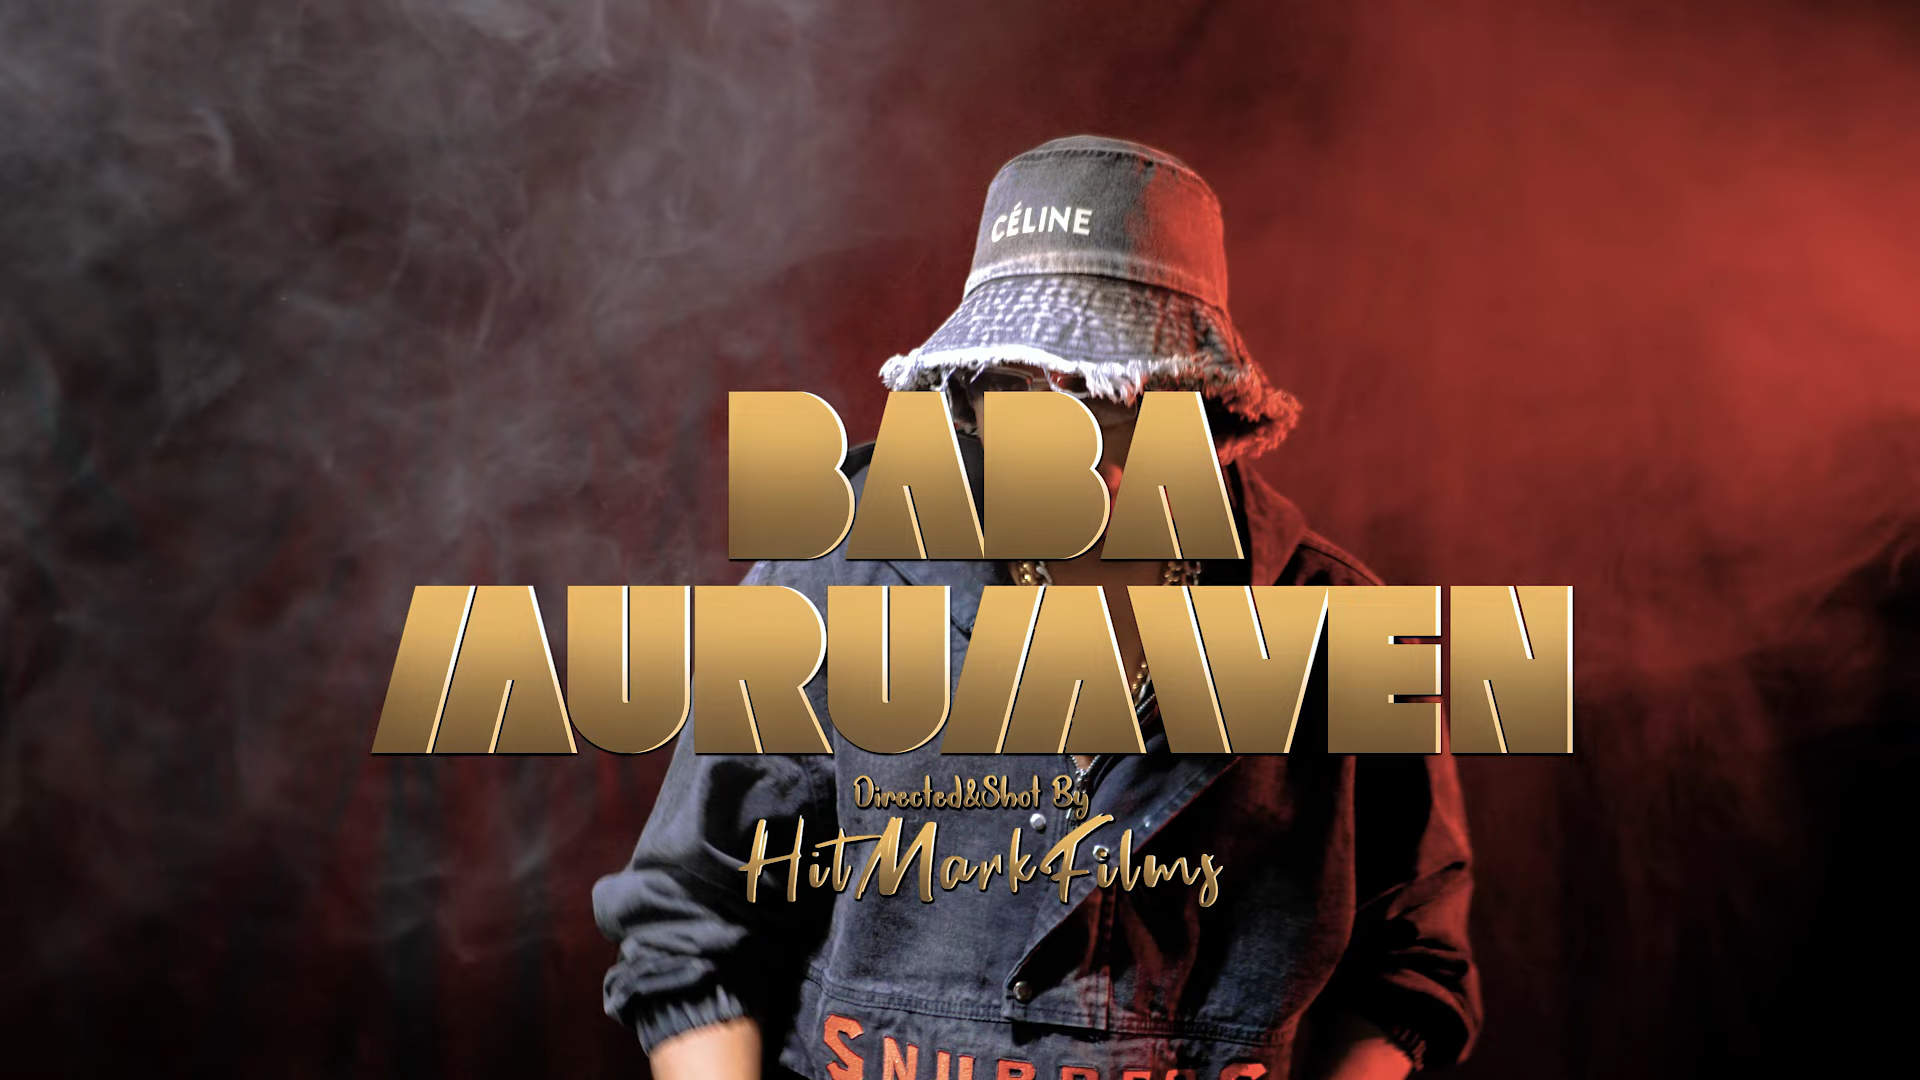 CÉLINE
BABA
MURUMWEN
Directed&Shot By
HitMarkFilms